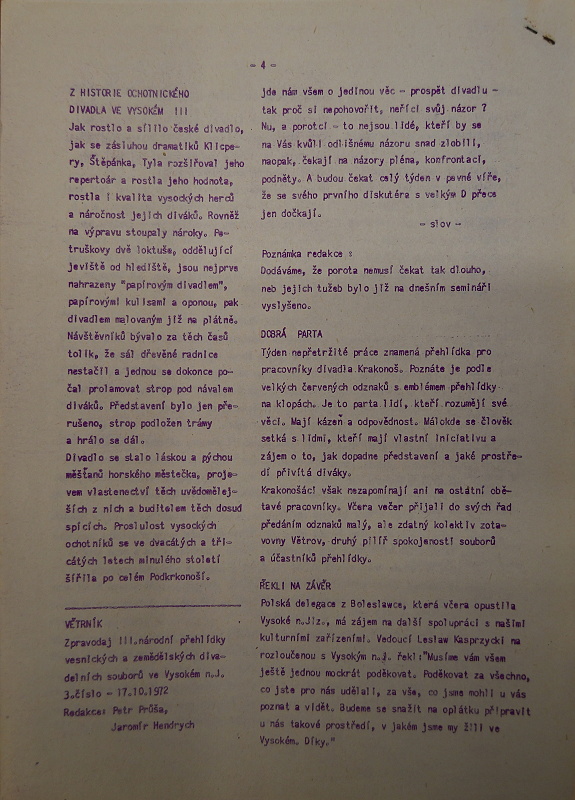 - 4 -
Z HISTORIE OCHOTNICKÉHO
DIVADLA VE VYSOKÉM III
Jak rostlo a sílilo české divadlo,
jak se zásluhou dramatiků Klicpe-
ry, Štěpánka, Tyla rozšiřoval jeho
repertoár a rostla jeho hodnota,
rostla i kvalita vysockých herců
a náročnost jejich diváků. Rovněž
na výpravu stoupaly nároky. Pe-
truškovy dvě loktuše, oddělující
jeviště od hlediště, jsou nejprve
nahrazeny "papírovým divadlem",
papírovými kulisami a oponou, pak
divadlem malovaným již na plátně.
Návštěvníků bývalo za těch časů
tolik, že sál dřevěné radnice
nestačil a jednou se dokonce po-
čal prolamovat strop pod návalem
diváků. Představení bylo jen pře-
rušeno, strop podložen trámy
a hrálo se dál.
Divadlo se stalo láskou a pýchou
měšťanů horského městečka, proje-
vem vlastenectví těch uvědomělej-
ších z nich a buditelem těch dosud
spících. Proslulost vysockých
ochotníků se ve dvacátých a tři-
cátých letech minulého století
šířila po celém Podkrkonoší.
VĚTRNÍK
Zpravodaj III.národní přehlídky
vesnických a zemědělských diva-
delních souborů ve Vysokém n.J.
3.číslo - 17.10.1972
Redakce: Petr Průša,
Jaromír Hendrych
jde nám všem o jedinou věc - prospět divadlu -
tak proč si nepohovořit, neříci svůj názor ?
Nu, a porotci - to nejsou lidé, kteří by se
na Vás kvůli odlišnému názoru snad zlobili,
naopak, čekají na názory pléna, konfrontaci,
podněty. A budou čekat celý týden v pevné víře,
že se svého prvního diskutéra s velkým D přece
jen dočkají.
- slov -
Poznámka redakce :
Dodáváme, že porota nemusí čekat tak dlouho,
neb jejich tužeb bylo již na dnešním semináři
vyslyšeno.
DOBRÁ PARTA
Týden nepřetržité práce znamená přehlídka pro
pracovníky divadla Krakonoš. Poznáte je podle
velkých červených odznaků s emblémem přehlídky
na klopách. Je to parta lidí, kteří rozumějí své
věci. Mají kázeň a odpovědnost. Málokde se člověk
setká s lidmi, kteří mají vlastní iniciativu a
zájem o to, jak dopadne představení a jaké prostře-
dí přivítá diváky.
Krakonošáci však nezapomínají ani na ostatní obě-
tavé pracovníky. Včera večer přijali do svých řad
předáním odznaků malý, ale zdatný kolektiv zota-
vovny Větrov, druhý pilíř spokojenosti souborů
a účastníků přehlídky.
ŘEKLI NA ZÁVĚR
Polská delegace z Boleslawce, která včera opustila
Vysoké n.Jiz., má zájem na další spolupráci s našimi
kulturními zařízeními. Vedoucí Leslaw Kasprzycki na
rozloučenou s Vysokým n.J. řekl:"Musíme vám všem
ještě jednou mockrát poděkovat. Poděkovat za všechno,
co jste pro nás udělali, za vše, co jsme mohli u vás
poznat a vidět. Budeme se snažit na oplátku připravit
u nás takové prostředí, v jakém jsme my žili ve
Vysokém. Díky."